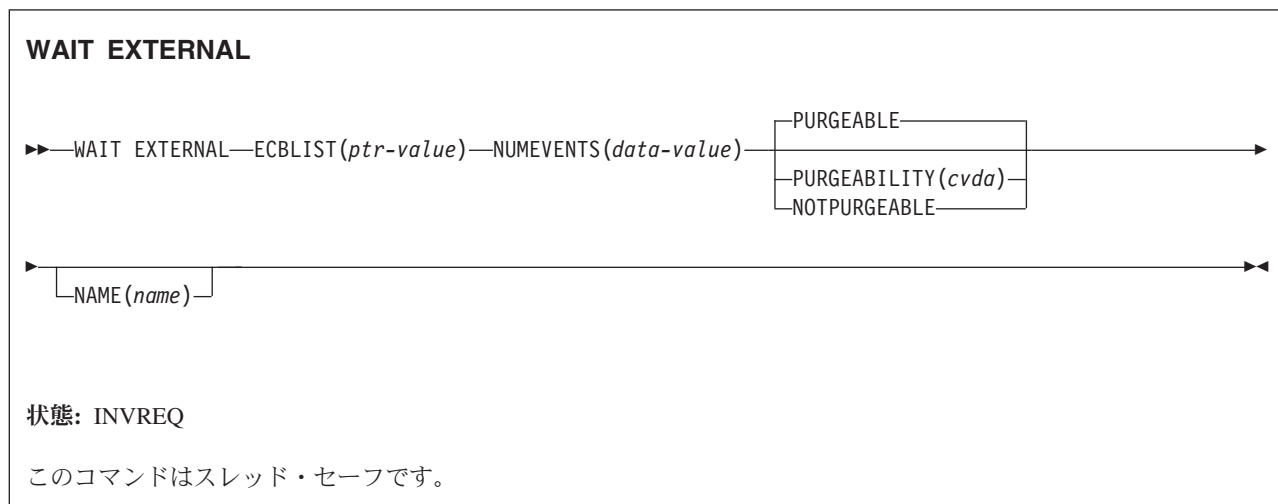 WAIT EXTERNAL
PURGEABLE
WAIT EXTERNAL ECBLIST(ptr-value) NUMEVENTS(data-value)
PURGEABILITY(cvda)
NOTPURGEABLE
NAME(name)
状態: INVREQ
このコマンドはスレッド・セーフです。